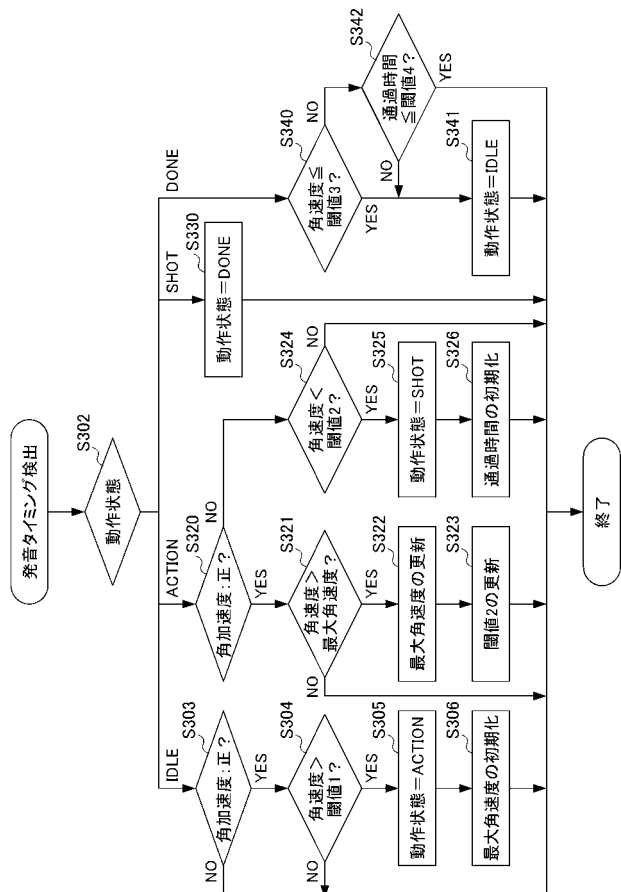 発音タイミング検出
S302
動作状態
IDLE
S303
角加速度:正?
NO
YES
S304
角速度>
閾値1?
NO
YES
S305
動作状態=ACTION
S306
最大角速度の初期化
ACTION
S320
角加速度:正?
NO
YES
S321
角速度>
最大角速度?
NO
YES
S322
最大角速度の更新
S323
閾値2の更新
S324
角速度<
閾値2?
NO
YES
S325
動作状態=SHOT
S326
通過時間の初期化
SHOT
S330
動作状態=DONE
DONE
S340
角速度≦
閾値3?
NO
YES
S342
通過時間
≦閾値4?
NO
YES
S341
動作状態=IDLE
終了